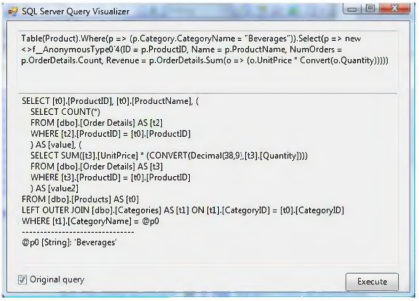 SQL Server Query Visualizer
Table(Product).Where(p => (p.Category.CategoryName = "Beverages")).Select(p => new
<>f__AnonymousType0`4(ID = p.ProductID, Name = p.ProductName, NumOrders =
p.OrderDetails.Count, Revenue = p.OrderDetails.Sum(o => (o.UnitPrice * Convert(o.Quantity)))))
SELECT [t0].[ProductID], [t0].[ProductName], (
SELECT COUNT(*)
FROM [dbo].[Order Details] AS [t2]
WHERE [t2].[ProductID] = [t0].[ProductID]
) AS [value], (
SELECT SUM([t3].[UnitPrice] * (CONVERT(Decimal(38,9),[t3].[Quantity])))
FROM [dbo].[Order Details] AS [t3]
WHERE [t3].[ProductID] = [t0].[ProductID]
) AS [value2]
FROM [dbo].[Products] AS [t0]
LEFT OUTER JOIN [dbo].[Categories] AS [t1] ON [t1].[CategoryID] = [t0].[CategoryID]
WHERE [t1].[CategoryName] = @p0
-------------------------------
@p0 [String]: 'Beverages'
Original query
Execute